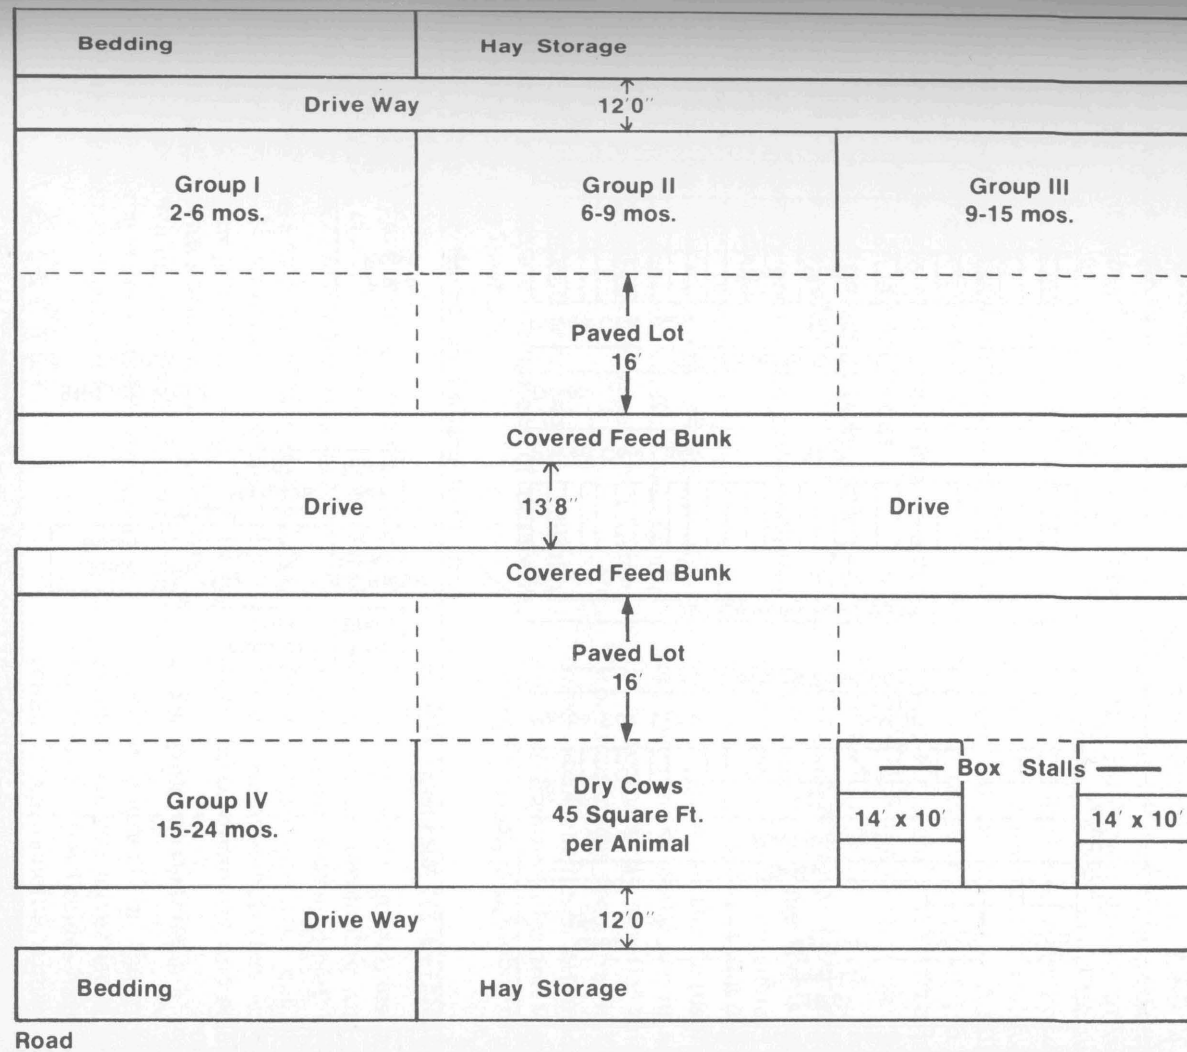 Bedding Hay Storage
Drive Way 12'0"
Group I Group II Group III
2-6 mos. 6-9 mos. 9-15 mos.
Paved Lot
16'
Covered Feed Bunk
Drive 13'8" Drive
Covered Feed Bunk
Paved Lot
16'
Box Stalls
Group IV Dry Cows
15-24 mos. 45 Square Ft. 14' x 10' 14' x 10'
per Animal
Drive Way 12'0"
Bedding Hay Storage
Road